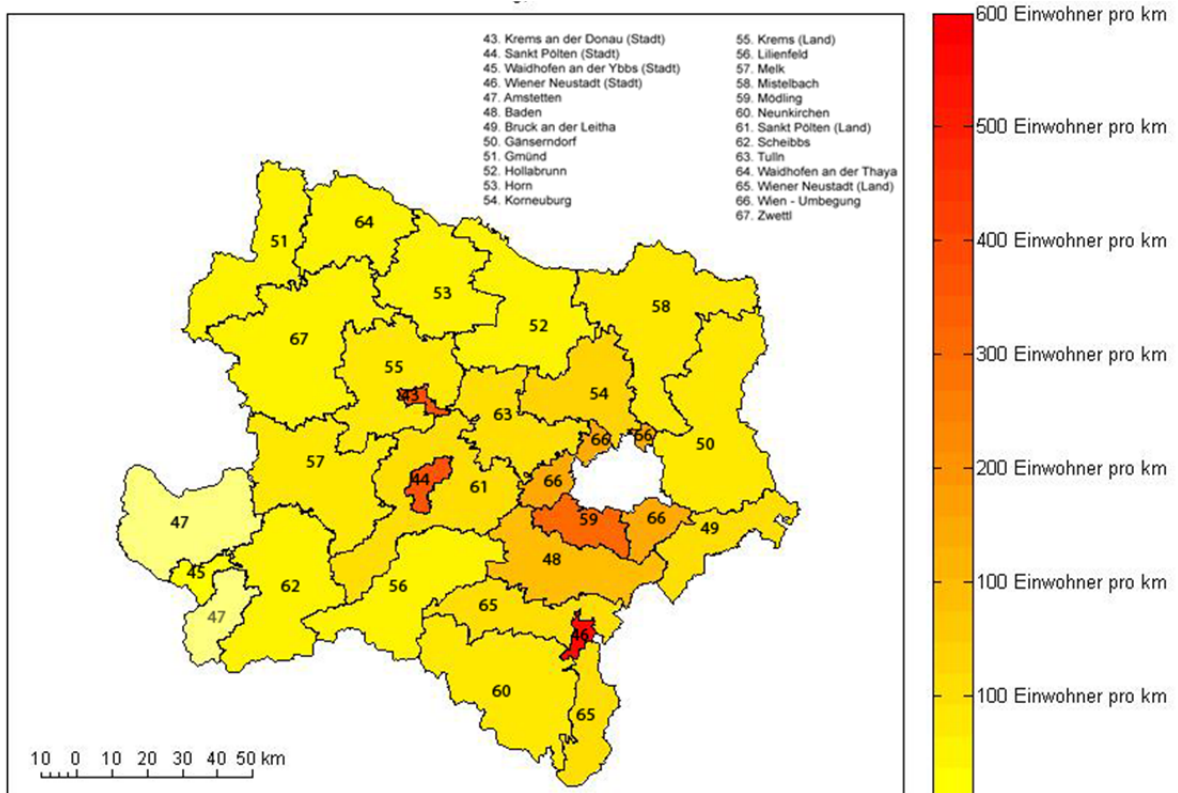 43. Krems an der Donau (Stadt)
44. Sankt Pölten (Stadt)
45. Waidhofen an der Ybbs (Stadt)
46. Wiener Neustadt (Stadt)
47. Amstetten
48. Baden
49. Bruck an der Leitha
50. Gänserndorf
51. Gmünd
52. Hollabrunn
53. Horn
54. Korneuburg
55. Krems (Land)
56. Lilienfeld
57. Melk
58. Mistelbach
59. Mödling
60. Neunkirchen
61. Sankt Pölten (Land)
62. Scheibbs
63. Tulln
64. Waidhofen an der Thaya
65. Wiener Neustadt (Land)
66. Wien - Umbegung
67. Zwettl
600 Einwohner pro km
500 Einwohner pro km
400 Einwohner pro km
300 Einwohner pro km
200 Einwohner pro km
100 Einwohner pro km
100 Einwohner pro km
51
64
53
52
58
67
55
43
63
54
66
66
50
57
44
61
66
59
66
49
47
45
62
56
48
65
47
46
60
65
10 0 10 20 30 40 50 km